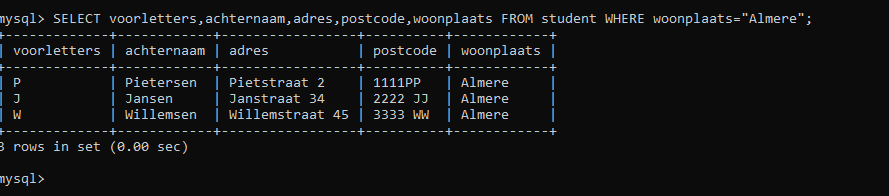 mysql> SELECT voorletters,achternaam,adres,postcode,woonplaats FROM student WHERE woonplaats="Almere";
+-------------+------------+-----------------+----------+------------+
| voorletters | achternaam | adres           | postcode | woonplaats |
+-------------+------------+-----------------+----------+------------+
| P           | Pietersen  | Pietstraat 2    | 1111PP   | Almere     |
| J           | Jansen     | Janstraat 34    | 2222 JJ  | Almere     |
| W           | Willemsen  | Willemstraat 45 | 3333 WW  | Almere     |
+-------------+------------+-----------------+----------+------------+
3 rows in set (0.00 sec)
mysql>